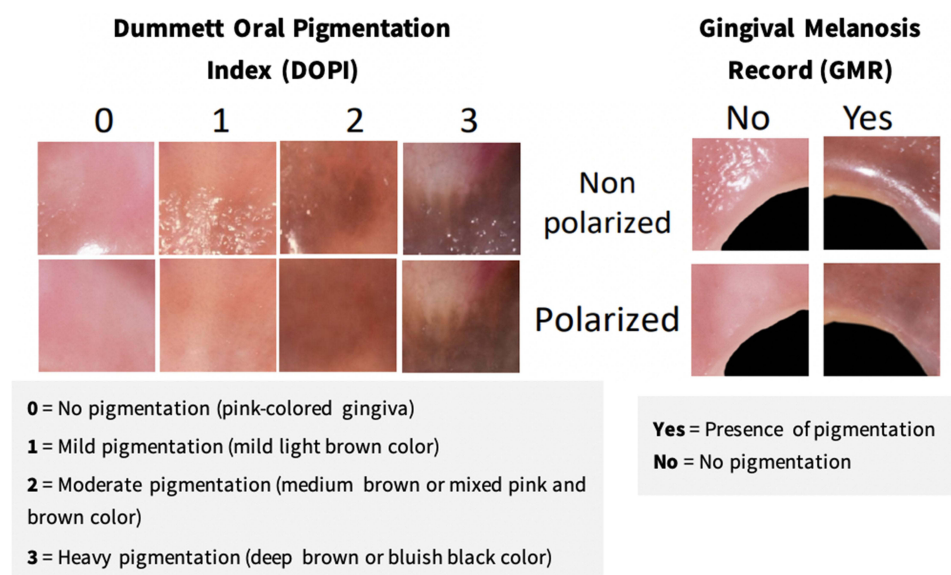 Dummett Oral Pigmentation
Index (DOPI)
0 1 2 3
Gingival Melanosis
Record (GMR)
No Yes
Non
polarized
Polarized
0 = No pigmentation (pink-colored gingiva)
1 = Mild pigmentation (mild light brown color)
2 = Moderate pigmentation (medium brown or mixed pink and
brown color)
3 = Heavy pigmentation (deep brown or bluish black color)
Yes = Presence of pigmentation
No = No pigmentation